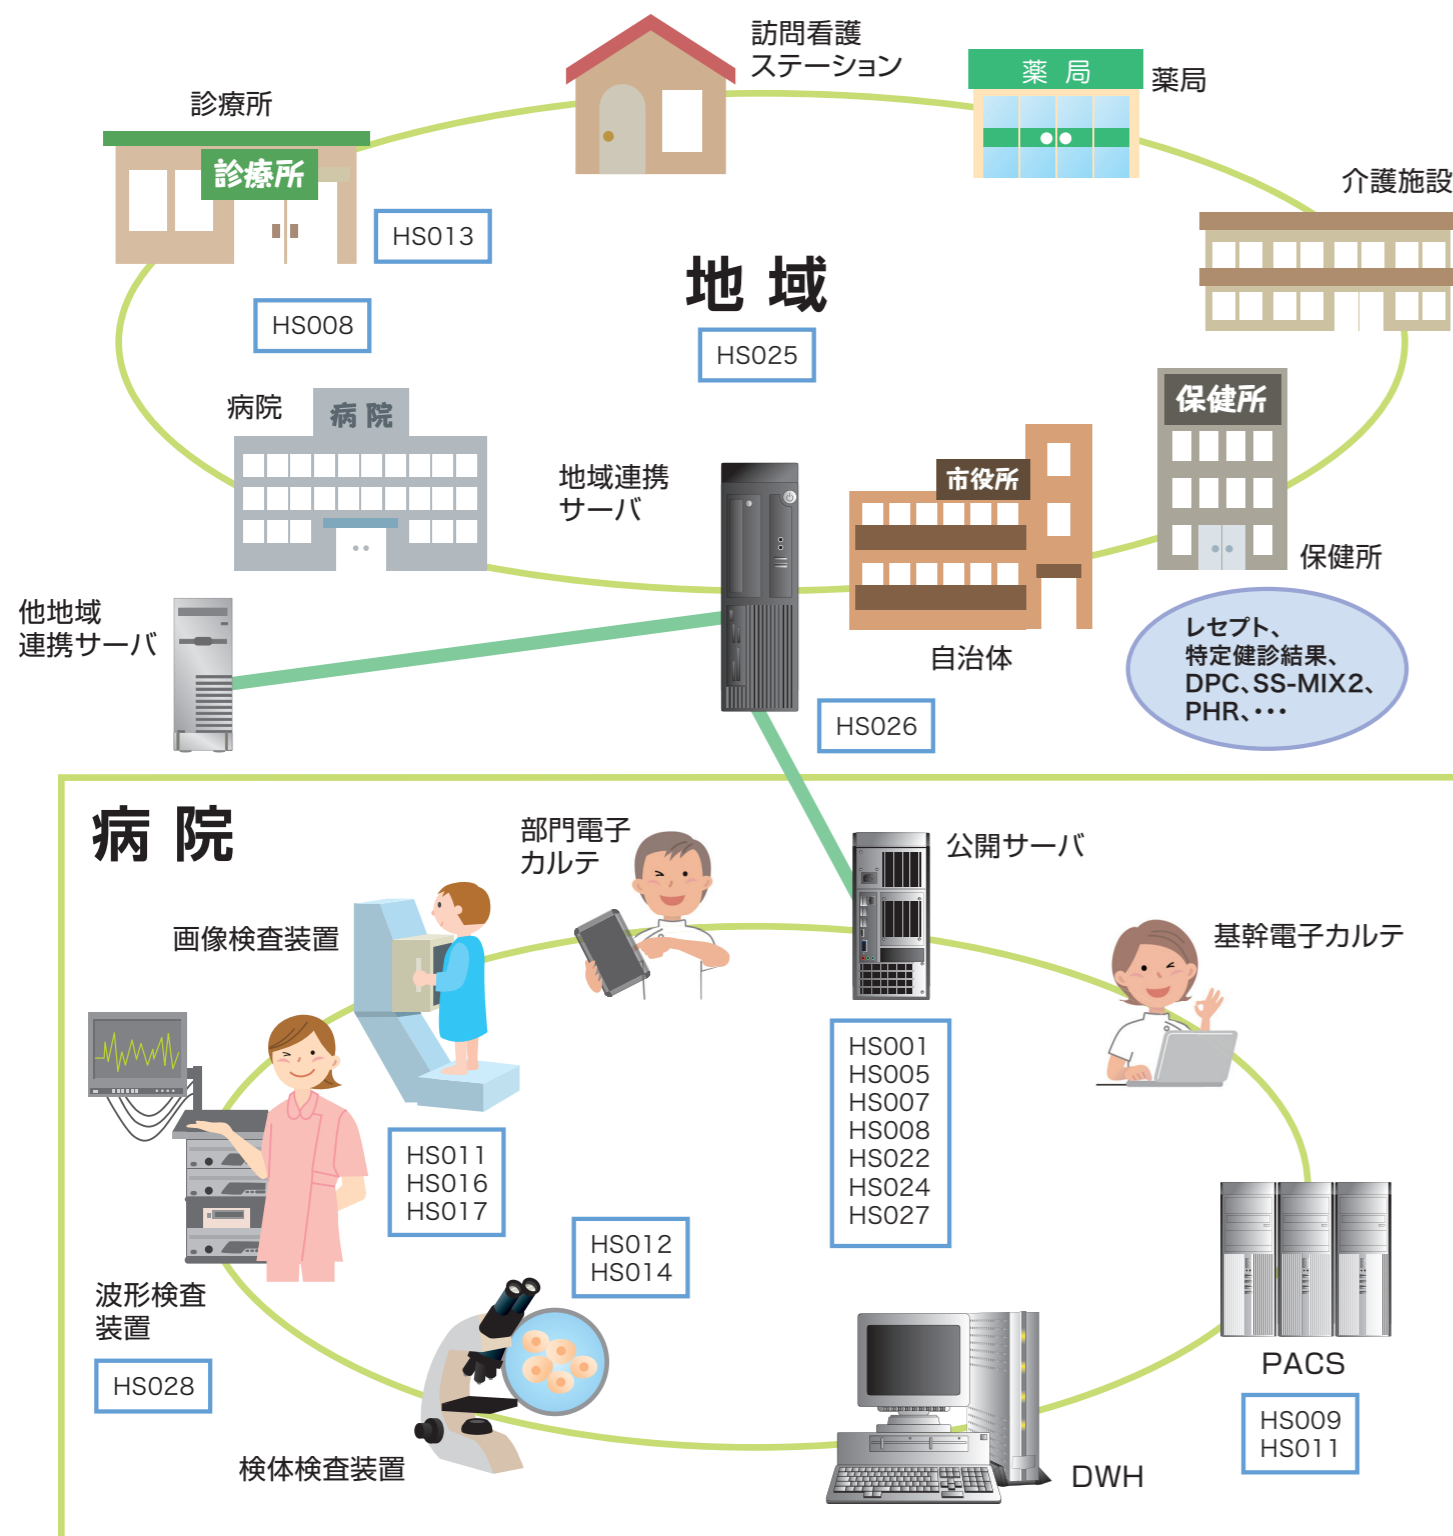 訪問看護
ステーション
薬 局
薬局
診療所
診療所
介護施設
HS013
地 域
HS008
HS025
病院
病 院
保健所
地域連携
サーバ
市役所
保健所
他地域
連携サーバ
自治体
レセプト、
特定健診結果、
DPC、SS-MIX2、
PHR、・・・
HS026
病 院
部門電子
カルテ
公開サーバ
画像検査装置
基幹電子カルテ
HS001
HS005
HS007
HS008
HS022
HS024
HS027
HS011
HS016
HS017
HS012
HS014
波形検査
装置
HS028
PACS
HS009
HS011
検体検査装置
DWH